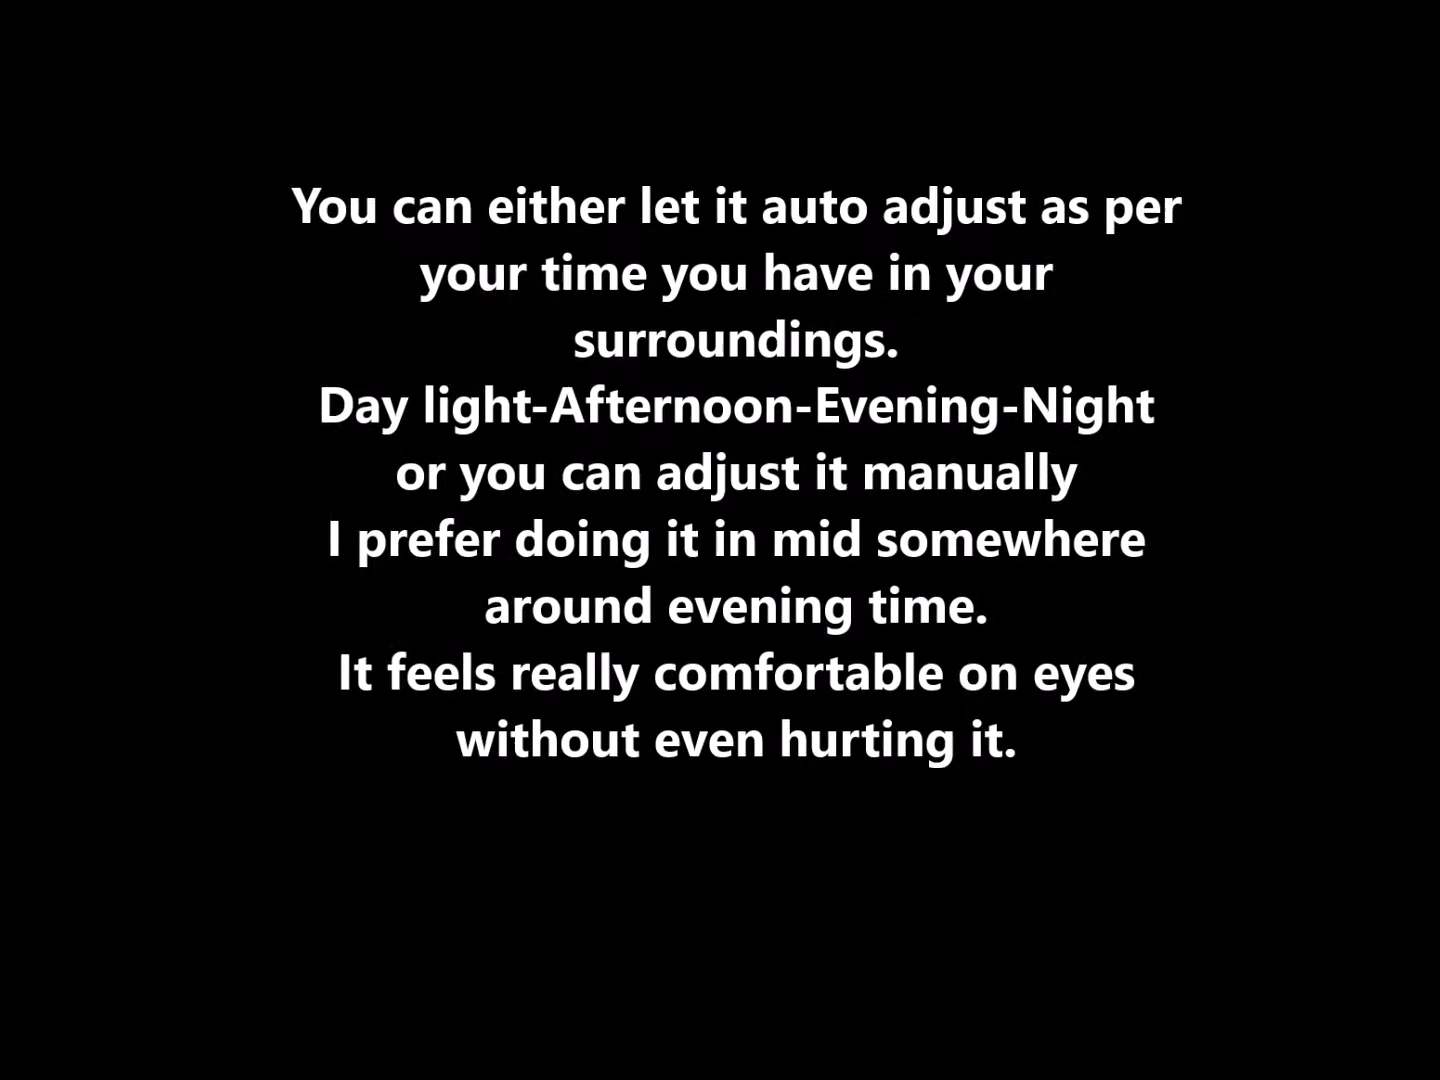 You can either let it auto adjust as per
your time you have in your
surroundings.
Day light-Afternoon-Evening-Night
or you can adjust it manually
I prefer doing it in mid somewhere
around evening time.
It feels really comfortable on eyes
without even hurting it.